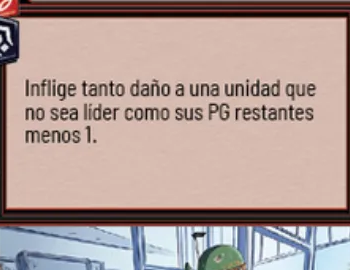 Inflige tanto daño a una unidad que
no sea líder como sus PG restantes
menos 1.